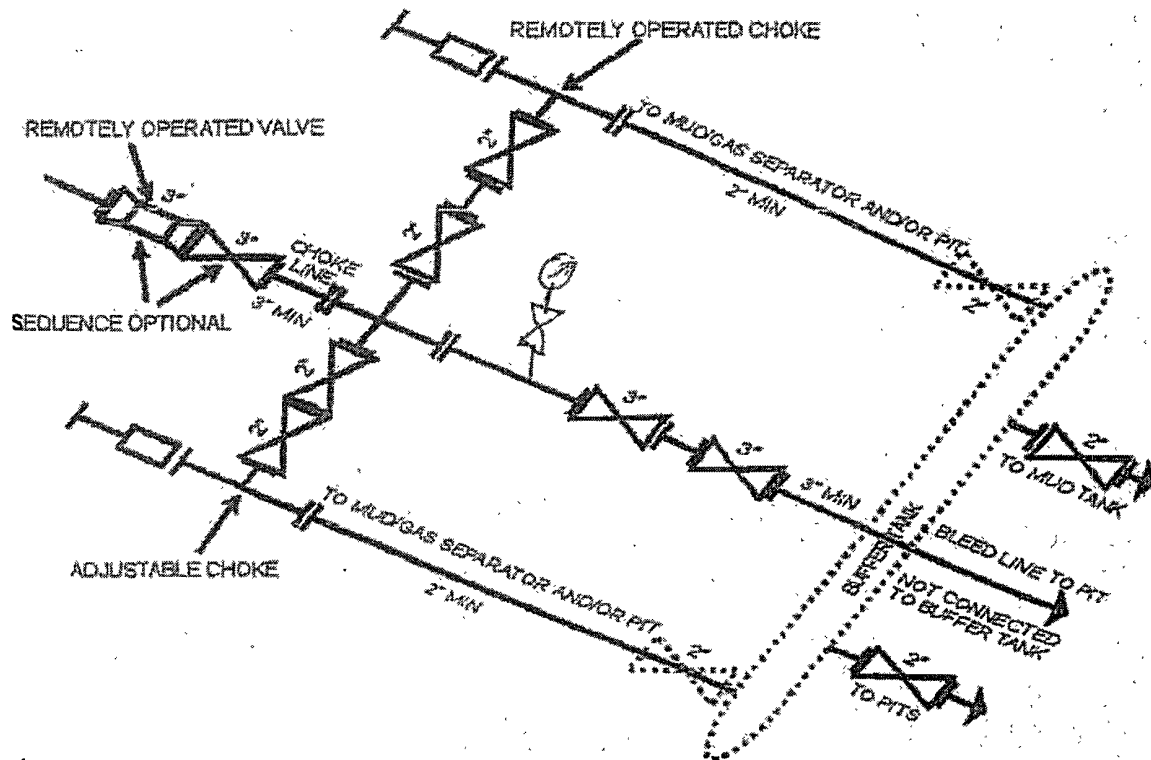 REMOTELY OPERATED CHOKE
REMOTELY OPERATED VALVE
TO MUD/GAS SEPARATOR AND/OR PIT
2" MIN
2"
2"
3"
3"
CHOKE
LINE
3" MIN
SEQUENCE OPTIONAL
2"
2"
2"
3"
3"
3" MIN
2"
TO MUD TANK
BUFFER TANK
BLEED LINE TO PIT
NOT CONNECTED
TO BUFFER TANK
TO MUD/GAS SEPARATOR AND/OR PIT
2" MIN
ADJUSTABLE CHOKE
2"
2"
TO PITS